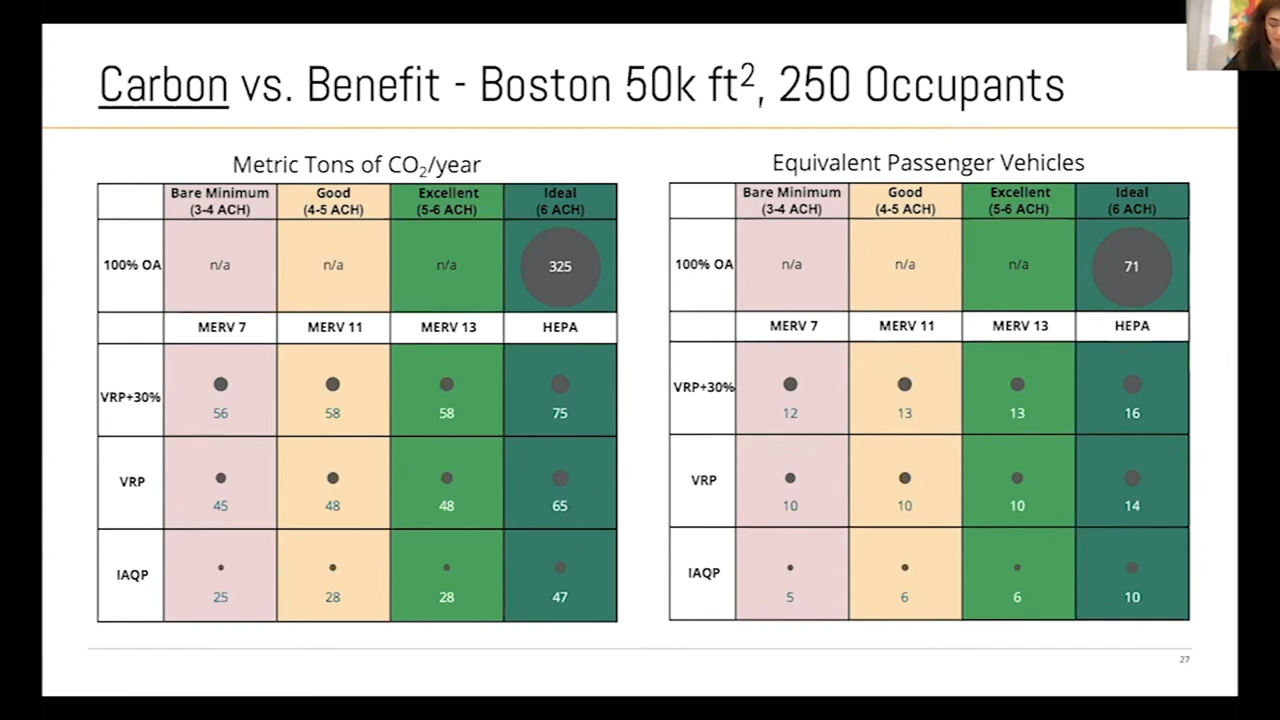 Carbon vs. Benefit - Boston 50k ft², 250 Occupants
Metric Tons of CO₂/year
Bare Minimum (3-4 ACH) Good (4-5 ACH) Excellent (5-6 ACH) Ideal (6 ACH)
100% OA n/a n/a n/a 325
MERV 7 MERV 11 MERV 13 HEPA
VRP+30% 56 58 58 75
VRP 45 48 48 65
IAQP 25 28 28 47
Equivalent Passenger Vehicles
Bare Minimum (3-4 ACH) Good (4-5 ACH) Excellent (5-6 ACH) Ideal (6 ACH)
100% OA n/a n/a n/a 71
MERV 7 MERV 11 MERV 13 HEPA
VRP+30% 12 13 13 16
VRP 10 10 10 14
IAQP 5 6 6 10
27